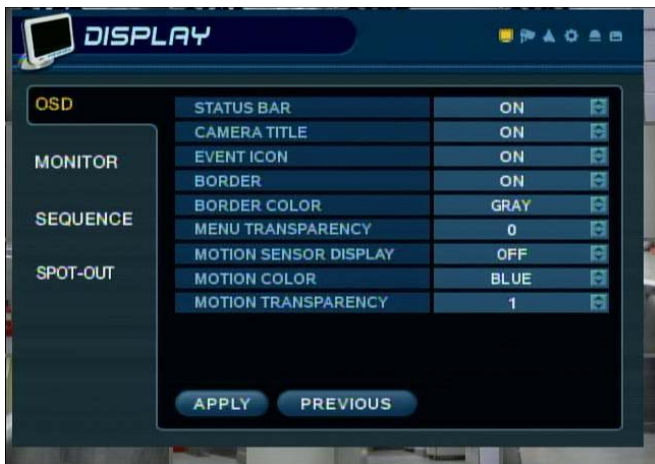 DISPLAY
OSD
MONITOR
SEQUENCE
SPOT-OUT
STATUS BAR ON
CAMERA TITLE ON
EVENT ICON ON
BORDER ON
BORDER COLOR GRAY
MENU TRANSPARENCY 0
MOTION SENSOR DISPLAY OFF
MOTION COLOR BLUE
MOTION TRANSPARENCY 1
APPLY PREVIOUS